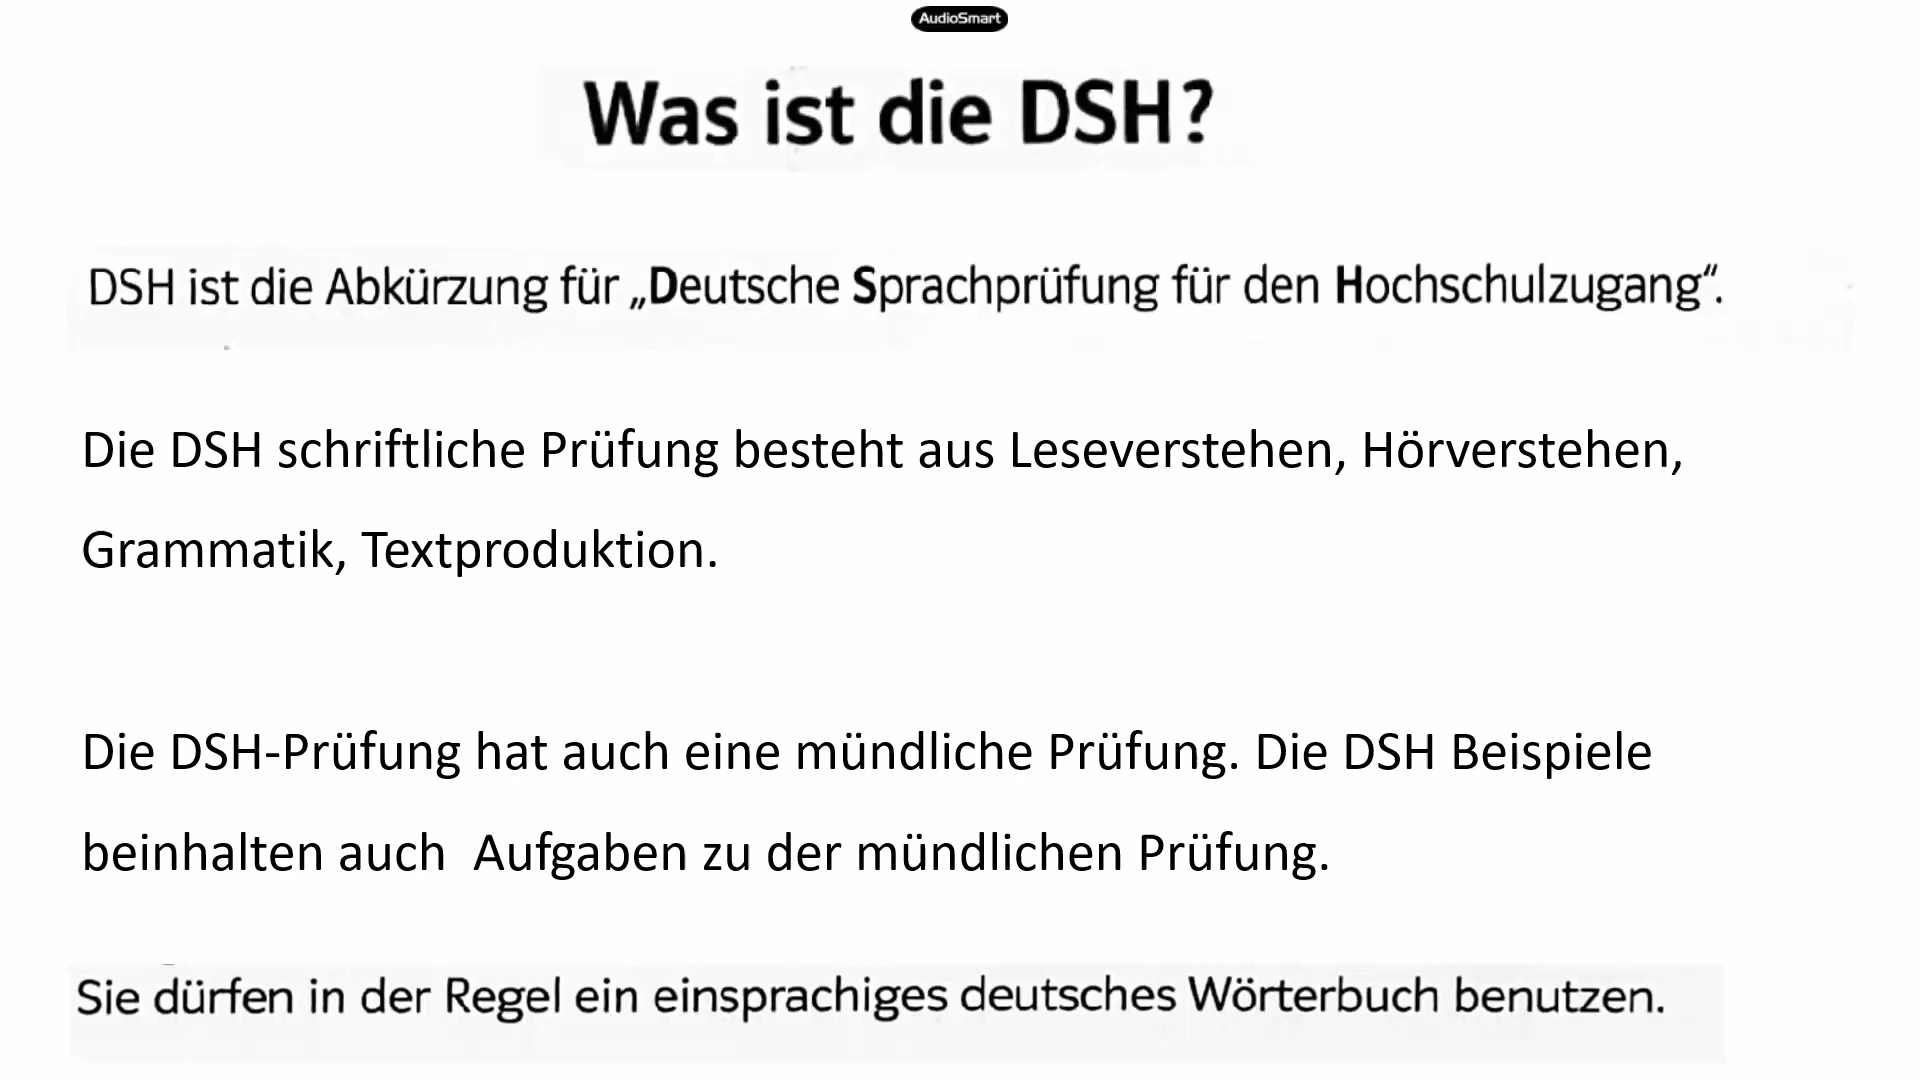 AudioSmart
Was ist die DSH?
DSH ist die Abkürzung für „Deutsche Sprachprüfung für den Hochschulzugang“.
Die DSH schriftliche Prüfung besteht aus Leseverstehen, Hörverstehen,
Grammatik, Textproduktion.
Die DSH-Prüfung hat auch eine mündliche Prüfung. Die DSH Beispiele
beinhalten auch  Aufgaben zu der mündlichen Prüfung.
Sie dürfen in der Regel ein einsprachiges deutsches Wörterbuch benutzen.